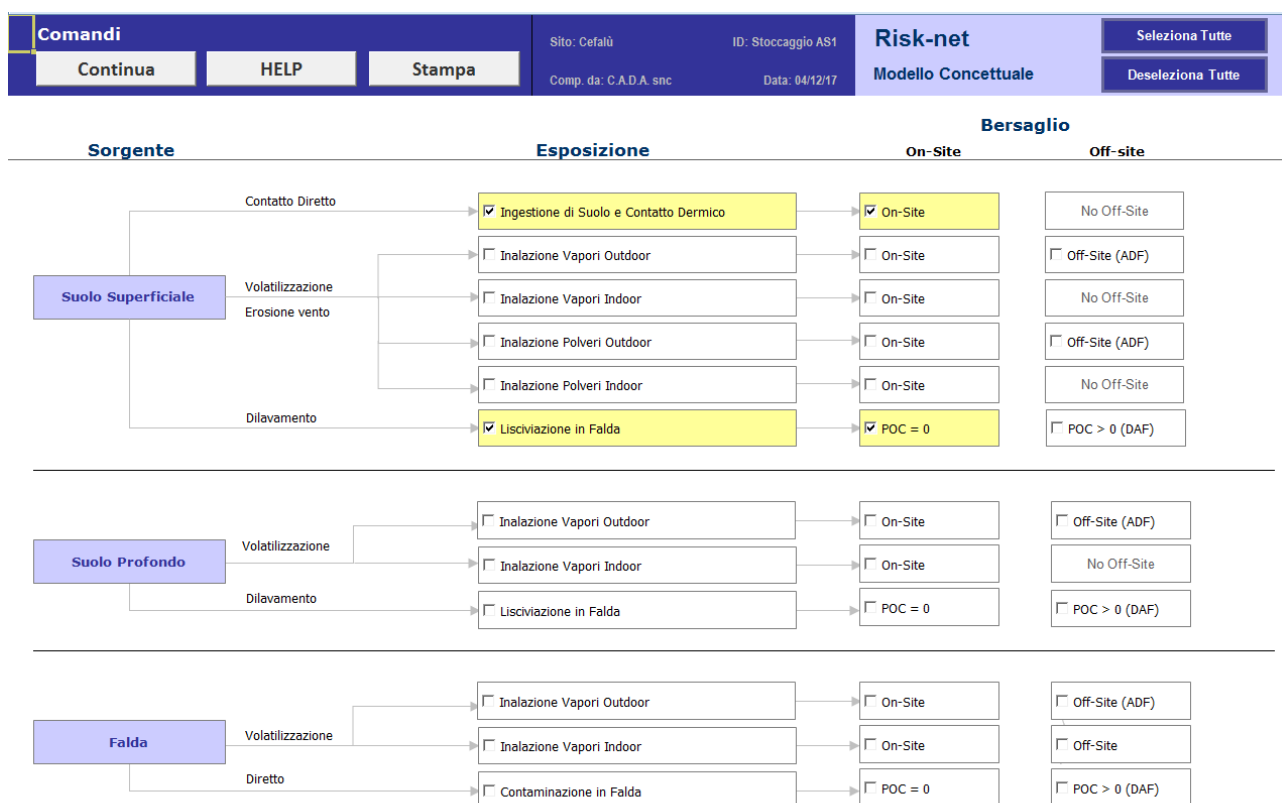 Comandi
Continua HELP Stampa
Sito: Cefalù ID: Stoccaggio AS1
Comp. da: C.A.D.A. snc Data: 04/12/17
Risk-net
Modello Concettuale
Seleziona Tutte
Deseleziona Tutte
Bersaglio
Sorgente Esposizione On-Site Off-site
Contatto Diretto
Ingestione di Suolo e Contatto Dermico On-Site No Off-Site
Inalazione Vapori Outdoor On-Site Off-Site (ADF)
Suolo Superficiale
Volatilizzazione
Erosione vento
Inalazione Vapori Indoor On-Site No Off-Site
Inalazione Polveri Outdoor On-Site Off-Site (ADF)
Inalazione Polveri Indoor On-Site No Off-Site
Dilavamento
Lisciviazione in Falda POC = 0 POC > 0 (DAF)
Inalazione Vapori Outdoor On-Site Off-Site (ADF)
Volatilizzazione
Suolo Profondo
Inalazione Vapori Indoor On-Site No Off-Site
Dilavamento
Lisciviazione in Falda POC = 0 POC > 0 (DAF)
Inalazione Vapori Outdoor On-Site Off-Site (ADF)
Volatilizzazione
Falda
Inalazione Vapori Indoor On-Site Off-Site
Diretto
Contaminazione in Falda POC = 0 POC > 0 (DAF)